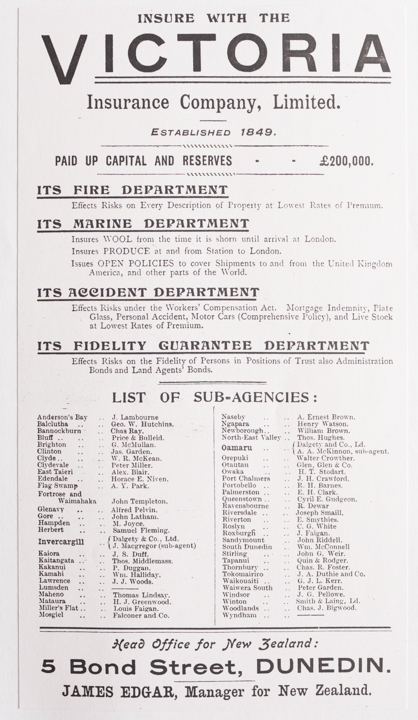 INSURE WITH THE
VICTORIA
Insurance Company, Limited.
ESTABLISHED 1849.
PAID UP CAPITAL AND RESERVES - - £200,000.
ITS FIRE DEPARTMENT
Effects Risks on Every Description of Property at Lowest Rates of Premium.
ITS MARINE DEPARTMENT
Insures WOOL from the time it is shorn until arrival at London.
Insures PRODUCE at and from Station to London.
Issues OPEN POLICIES to cover Shipments to and from the United Kingdom
America, and other parts of the World.
ITS ACCIDENT DEPARTMENT
Effects Risks under the Workers' Compensation Act. Mortgage Indemnity, Plate
Glass, Personal Accident, Motor Cars (Comprehensive Policy), and Live Stock
at Lowest Rates of Premium.
ITS FIDELITY GUARANTEE DEPARTMENT
Effects Risks on the Fidelity of Persons in Positions of Trust also Administration
Bonds and Land Agents' Bonds.
LIST OF SUB-AGENCIES:
Anderson's Bay .. J. Lambourne
Balclutha .. Geo. W. Hutchins.
Bannockburn .. Chas Ray.
Bluff .. .. Price & Bulleid.
Brighton .. G. McMullan.
Clinton .. Jas. Garden.
Clyde .. .. W. R. McKean.
Clydevale .. Peter Miller.
East Taieri .. Alex. Blair.
Edendale .. Horace E. Niven.
Flag Swamp .. A. Y. Park.
Fortrose and
Waimahaka John Templeton.
Glenavy .. Alfred Pelvin.
Gore .. .. John Latham.
Hampden .. M. Joyce.
Herbert .. Samuel Fleming.
Invercargill { Dalgety & Co., Ltd.
J. Macgregor (sub-agent)
Kaiora .. J. S. Duff.
Kaitangata .. Thos. Middlemass.
Kakanui .. P. Duggan.
Kamahi .. Wm. Halliday.
Lawrence .. J. J. Woods.
Lumsden ..
Maheno .. Thomas Lindsay.
Mataura .. H. J. Greenwood.
Miller's Flat .. Louis Faigan.
Mosgiel .. Falconer and Co.
Naseby .. A. Ernest Brown.
Ngapara .. Henry Watson.
Newborough .. William Brown.
North-East Valley .. Thos. Hughes.
Oamaru .. { Dalgety and Co., Ltd
A. A. McKinnon, sub-agent.
Orepuki .. Walter Crowther.
Otautau .. Glen, Glen & Co.
Owaka .. H. T. Stodart.
Port Chalmers .. J. H. Crawford.
Portobello .. R. H. Barnes.
Palmerston .. E. H. Clark.
Queenstown .. Cyril E. Gudgeon.
Ravensbourne R. Dewar
Riversdale .. Joseph Smaill.
Riverton .. E. Smythies.
Roslyn .. C. G. White
Roxburgh .. J. Faigan.
Sandymount .. John Riddell.
South Dunedin Wm. McConnell
Stirling .. John G. Weir.
Tapanui .. Quin & Rodger.
Thornbury .. Chas. R. Foster.
Tokomairiro .. J. A. Duthie and Co.
Waikouaiti .. G. J. L. Kerr.
Waiwera South Peter Garden.
Windsor .. J. G. Pellowe.
Winton .. Smith & Laing, Ld.
Woodlands .. Chas. J. Bigwood.
Wyndham ..
Head Office for New Zealand:
5 Bond Street, DUNEDIN.
JAMES EDGAR, Manager for New Zealand.